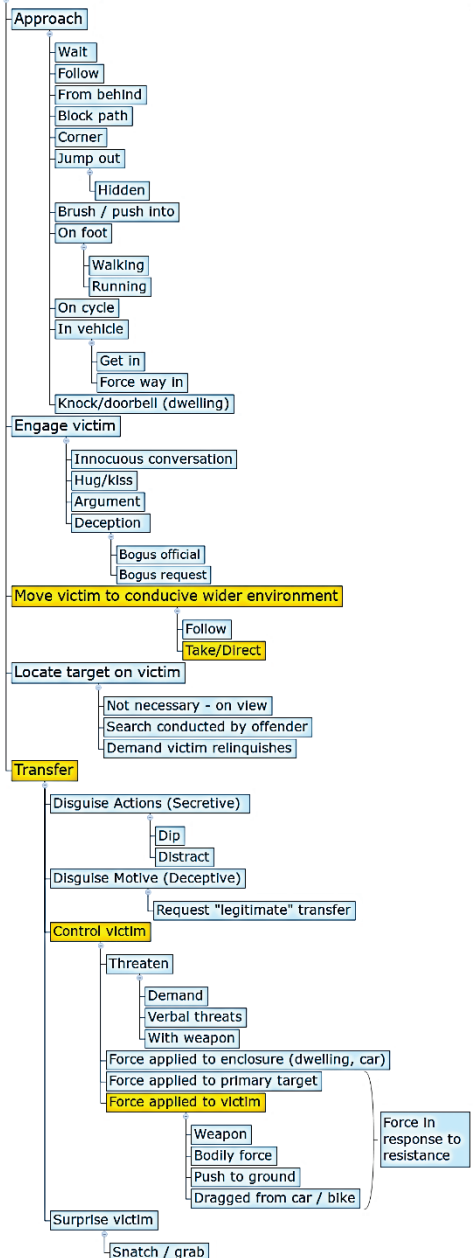 Approach
Wait
Follow
From behind
Block path
Corner
Jump out
Hidden
Brush / push into
On foot
Walking
Running
On cycle
In vehicle
Get in
Force way in
Knock/doorbell (dwelling)
Engage victim
Innocuous conversation
Hug/kiss
Argument
Deception
Bogus official
Bogus request
Move victim to conducive wider environment
Follow
Take/Direct
Locate target on victim
Not necessary - on view
Search conducted by offender
Demand victim relinquishes
Transfer
Disguise Actions (Secretive)
Dip
Distract
Disguise Motive (Deceptive)
Request "legitimate" transfer
Control victim
Threaten
Demand
Verbal threats
With weapon
Force applied to enclosure (dwelling, car)
Force applied to primary target
Force applied to victim
Weapon
Bodily force
Push to ground
Dragged from car / bike
Force in
response to
resistance
Surprise victim
Snatch / grab